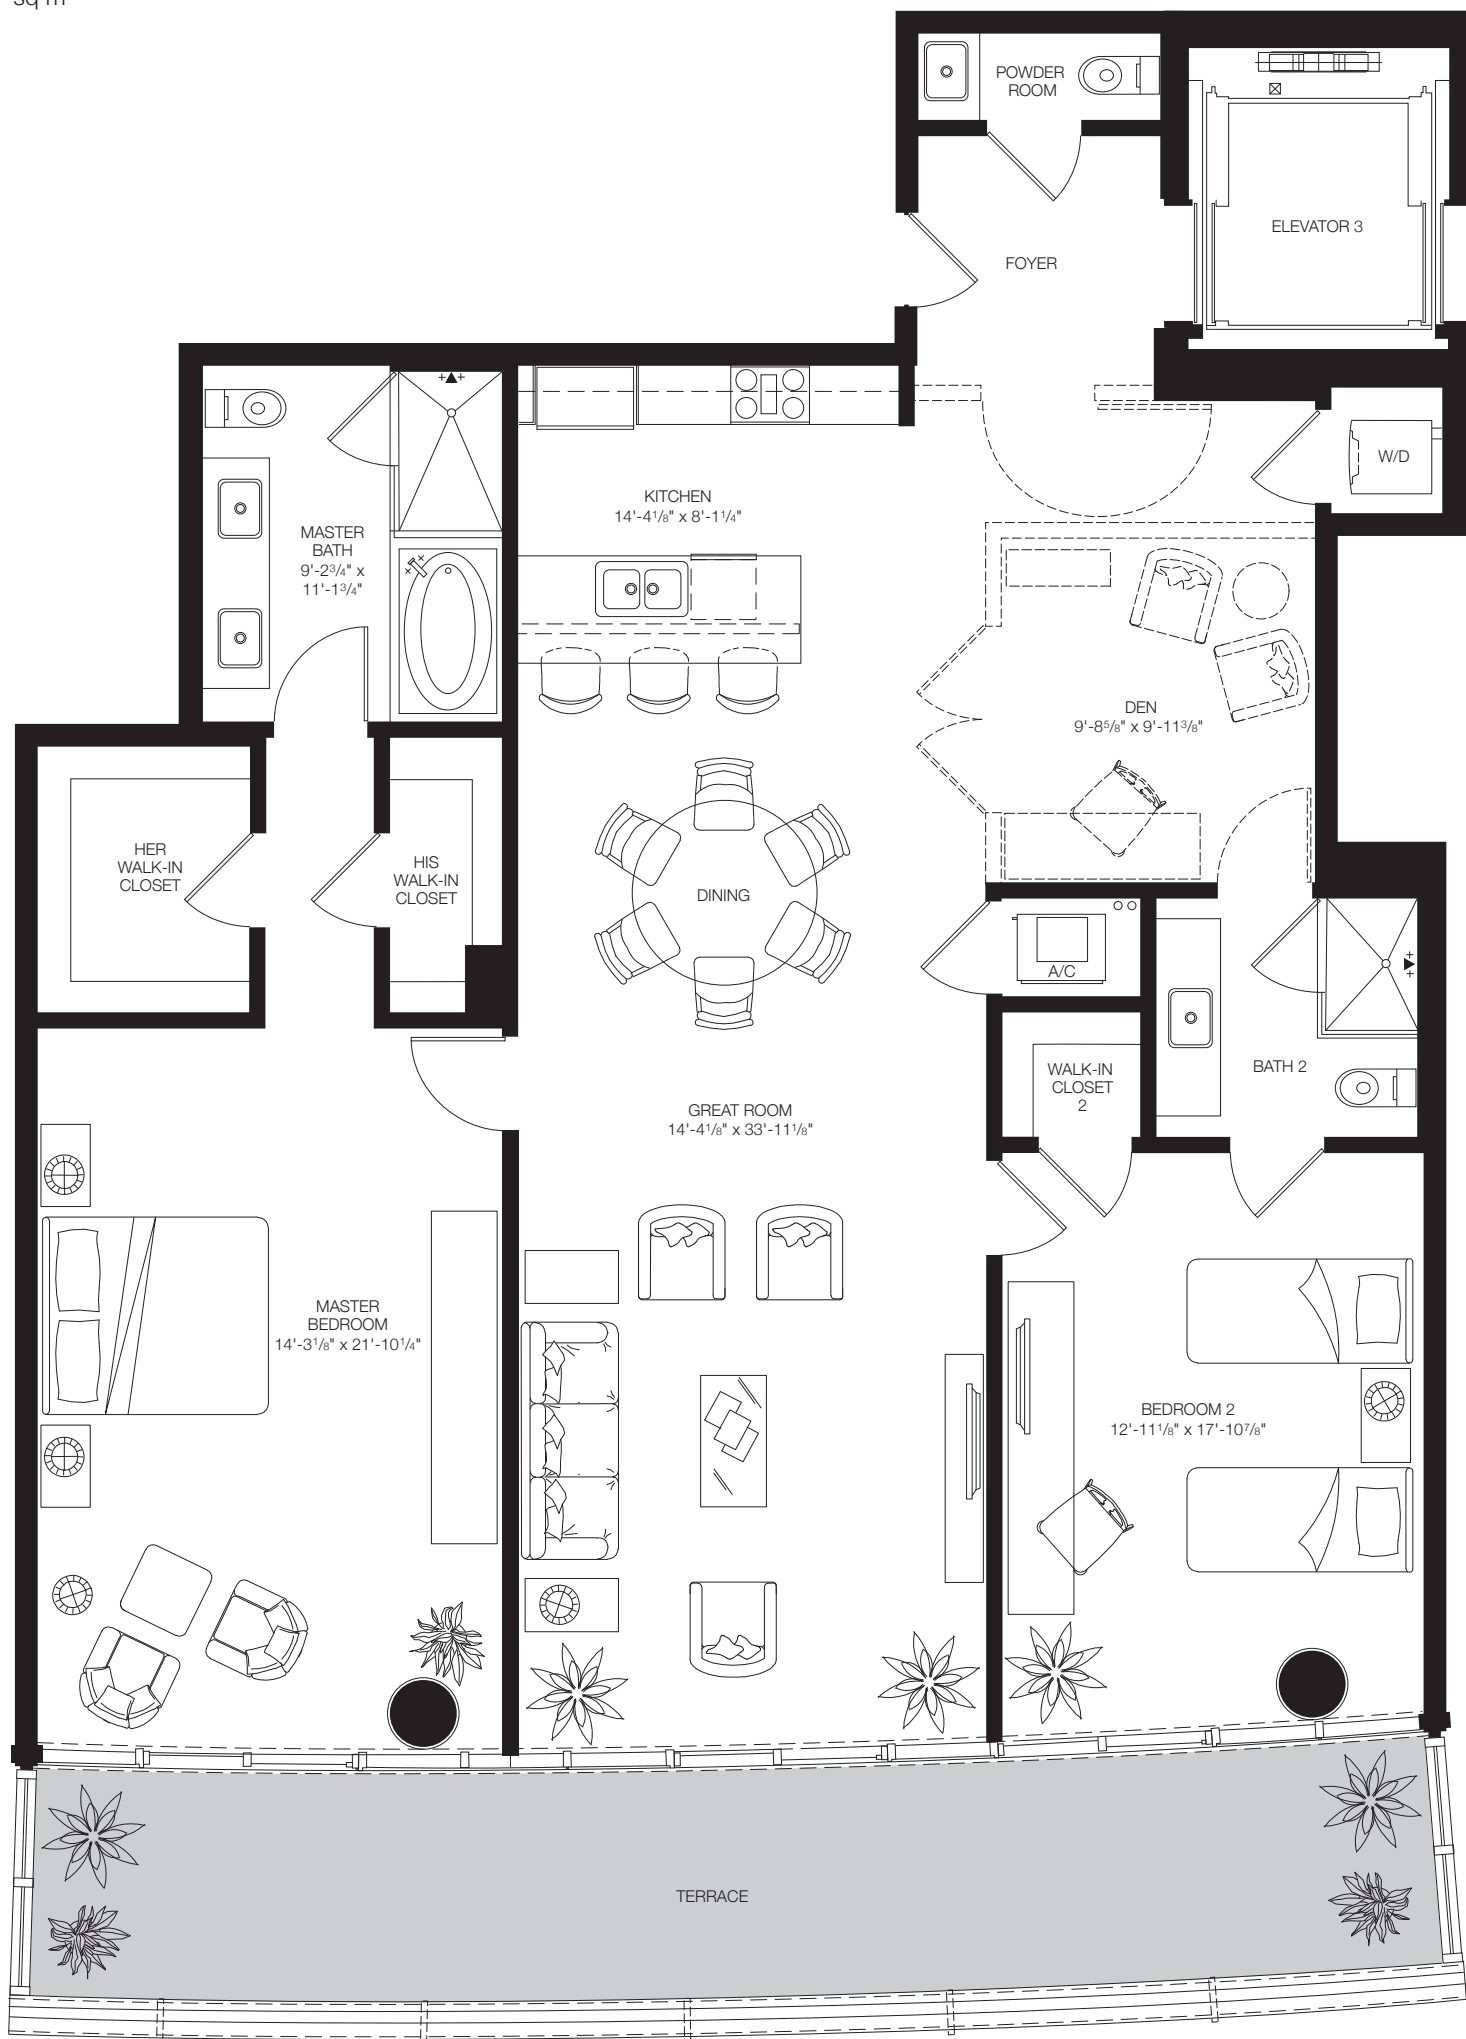 sq m
POWDER
ROOM
ELEVATOR 3
FOYER
W/D
KITCHEN
14'-4 1/8" x 8'-1 1/4"
MASTER
BATH
9'-2 3/4" x
11'-1 3/4"
DEN
9'-8 5/8" x 9'-11 3/8"
HER
WALK-IN
CLOSET
HIS
WALK-IN
CLOSET
DINING
A/C
WALK-IN
CLOSET
2
BATH 2
GREAT ROOM
14'-4 1/8" x 33'-11 1/8"
MASTER
BEDROOM
14'-3 1/8" x 21'-10 1/4"
BEDROOM 2
12'-11 1/8" x 17'-10 7/8"
TERRACE